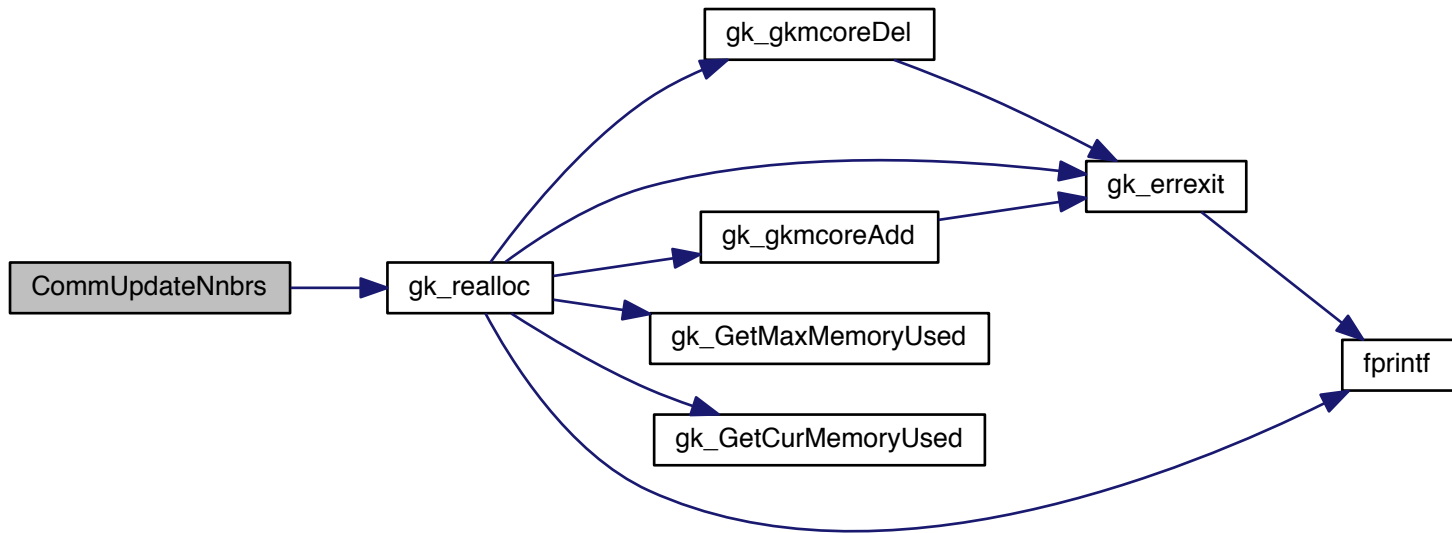 gk_gkmcoreDel
gk_errexit
gk_gkmcoreAdd
CommUpdateNnbrs
gk_realloc
gk_GetMaxMemoryUsed
fprintf
gk_GetCurMemoryUsed